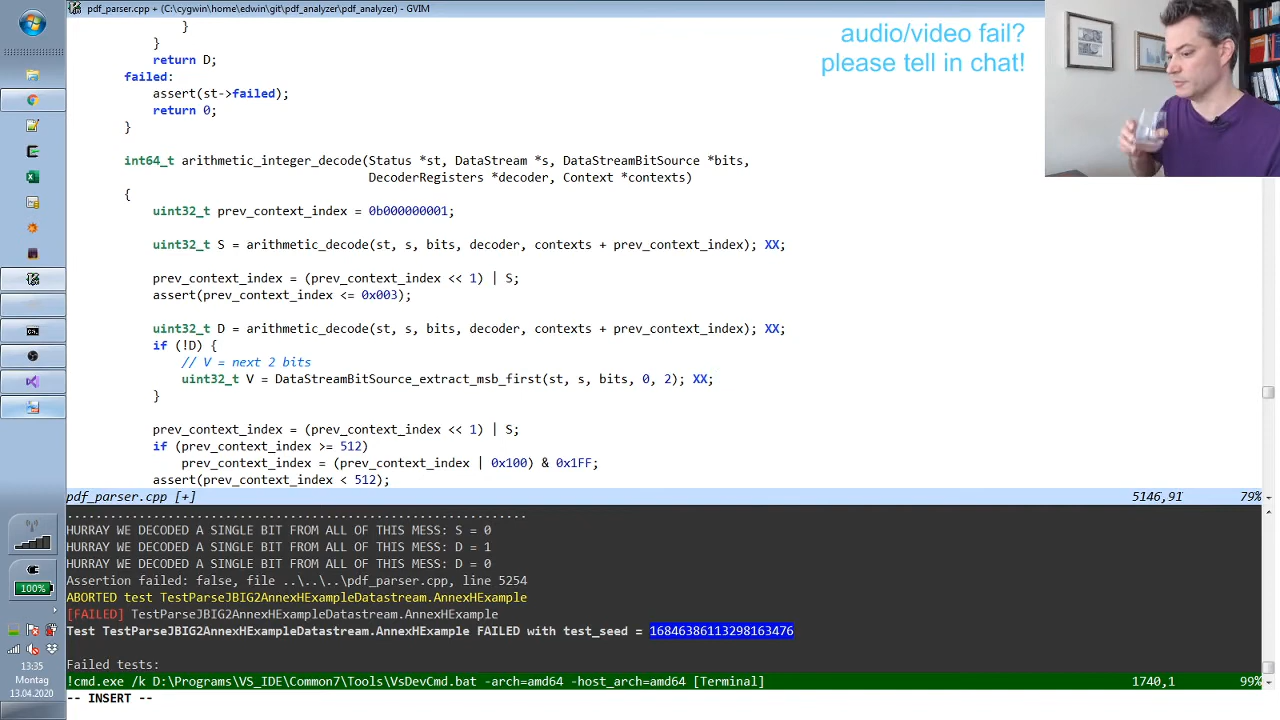 pdf_parser.cpp + (C:\cygwin\home\edwin\git\pdf_analyzer\pdf_analyzer) - GVIM
audio/video fail?
please tell in chat!
}
}
return D;
failed:
assert(st->failed);
return 0;
}
int64_t arithmetic_integer_decode(Status *st, DataStream *s, DataStreamBitSource *bits,
DecoderRegisters *decoder, Context *contexts)
{
uint32_t prev_context_index = 0b000000001;
uint32_t S = arithmetic_decode(st, s, bits, decoder, contexts + prev_context_index); XX;
prev_context_index = (prev_context_index << 1) | S;
assert(prev_context_index <= 0x003);
uint32_t D = arithmetic_decode(st, s, bits, decoder, contexts + prev_context_index); XX;
if (!D) {
// V = next 2 bits
uint32_t V = DataStreamBitSource_extract_msb_first(st, s, bits, 0, 2); XX;
}
prev_context_index = (prev_context_index << 1) | S;
if (prev_context_index >= 512)
prev_context_index = (prev_context_index | 0x100) & 0x1FF;
assert(prev_context_index < 512);
pdf_parser.cpp [+] 5146,91 79%
................................................................
HURRAY WE DECODED A SINGLE BIT FROM ALL OF THIS MESS: S = 0
HURRAY WE DECODED A SINGLE BIT FROM ALL OF THIS MESS: D = 1
HURRAY WE DECODED A SINGLE BIT FROM ALL OF THIS MESS: D = 0
Assertion failed: false, file ..\..\..\pdf_parser.cpp, line 5254
ABORTED test TestParseJBIG2AnnexHExampleDatastream.AnnexHExample
[FAILED] TestParseJBIG2AnnexHExampleDatastream.AnnexHExample
Test TestParseJBIG2AnnexHExampleDatastream.AnnexHExample FAILED with test_seed = 16846386113298163476
Failed tests:
!cmd.exe /k D:\Programs\VS_IDE\Common7\Tools\VsDevCmd.bat -arch=amd64 -host_arch=amd64 [Terminal] 1740,1 99%
-- INSERT --
100%
13:35
Montag
13.04.2020